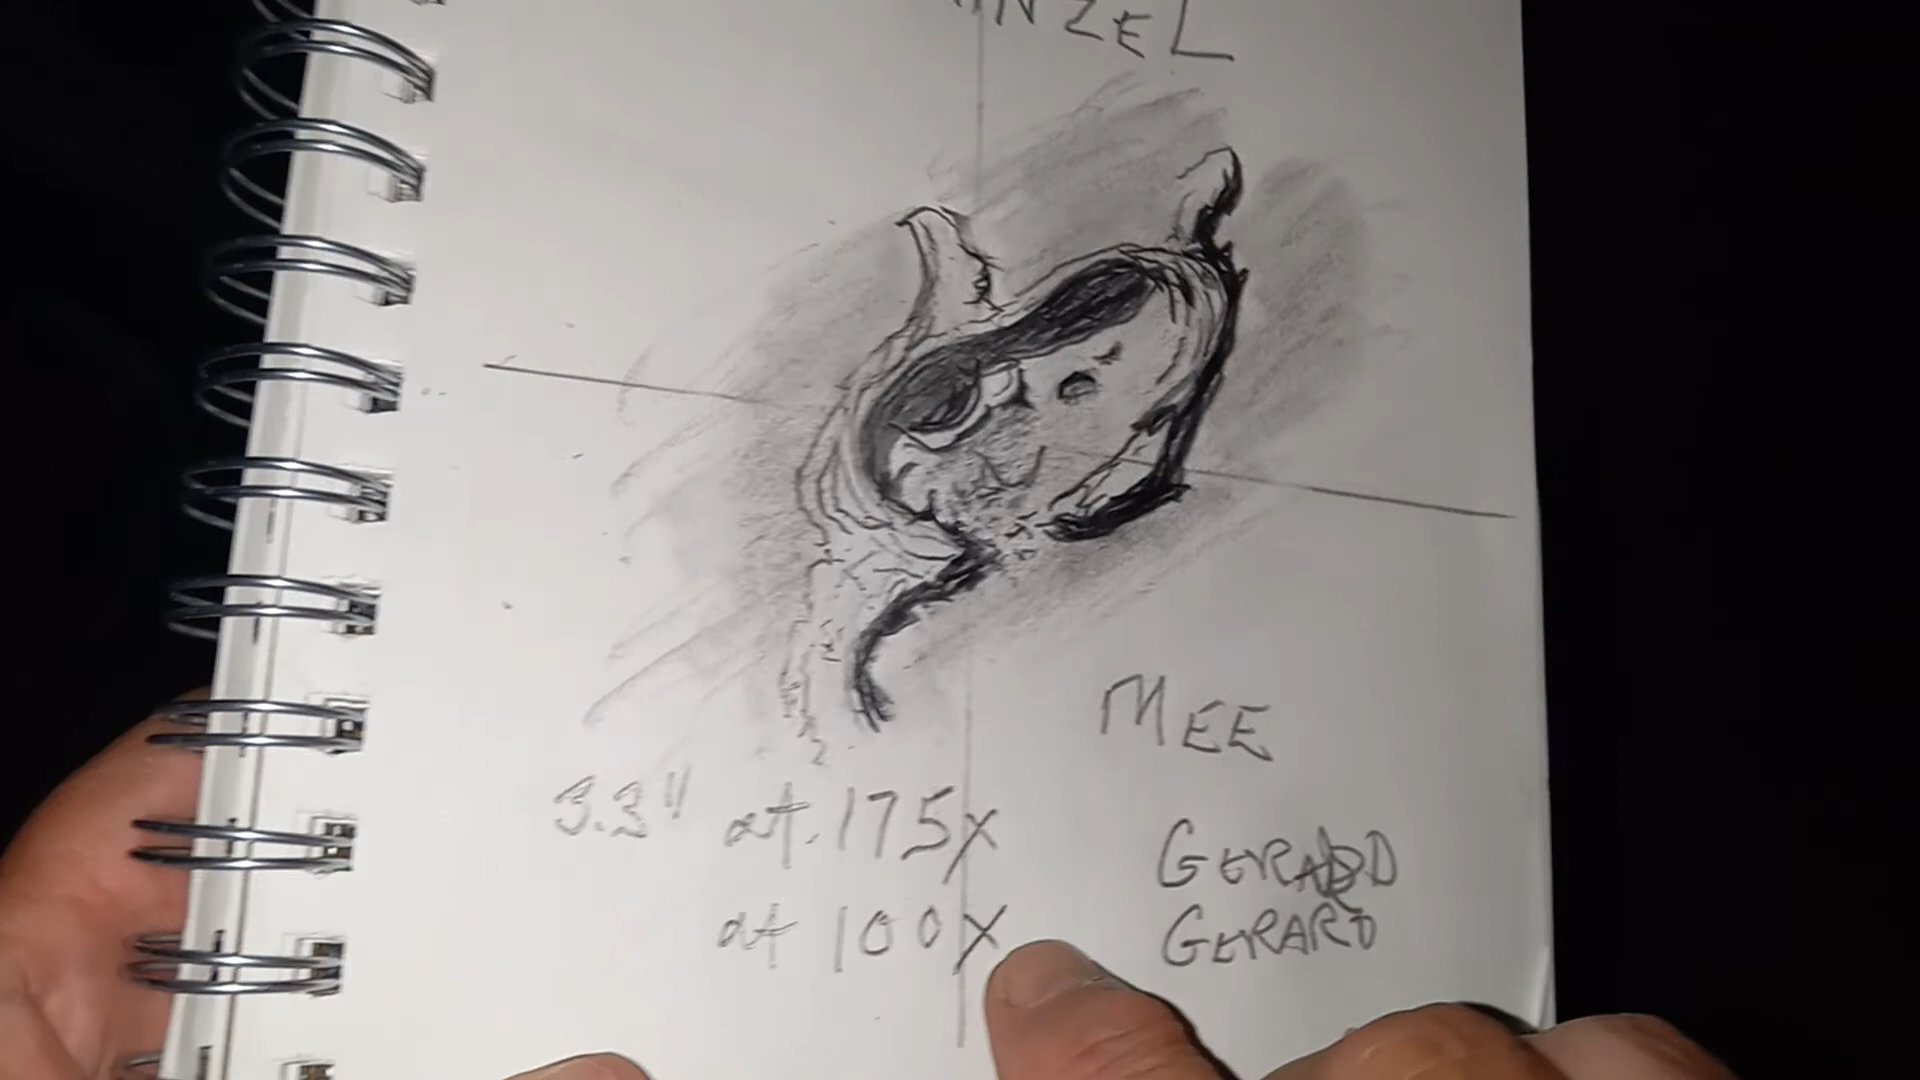 MEE
3.3" at 175x
GERARD
at 100x
GERARD